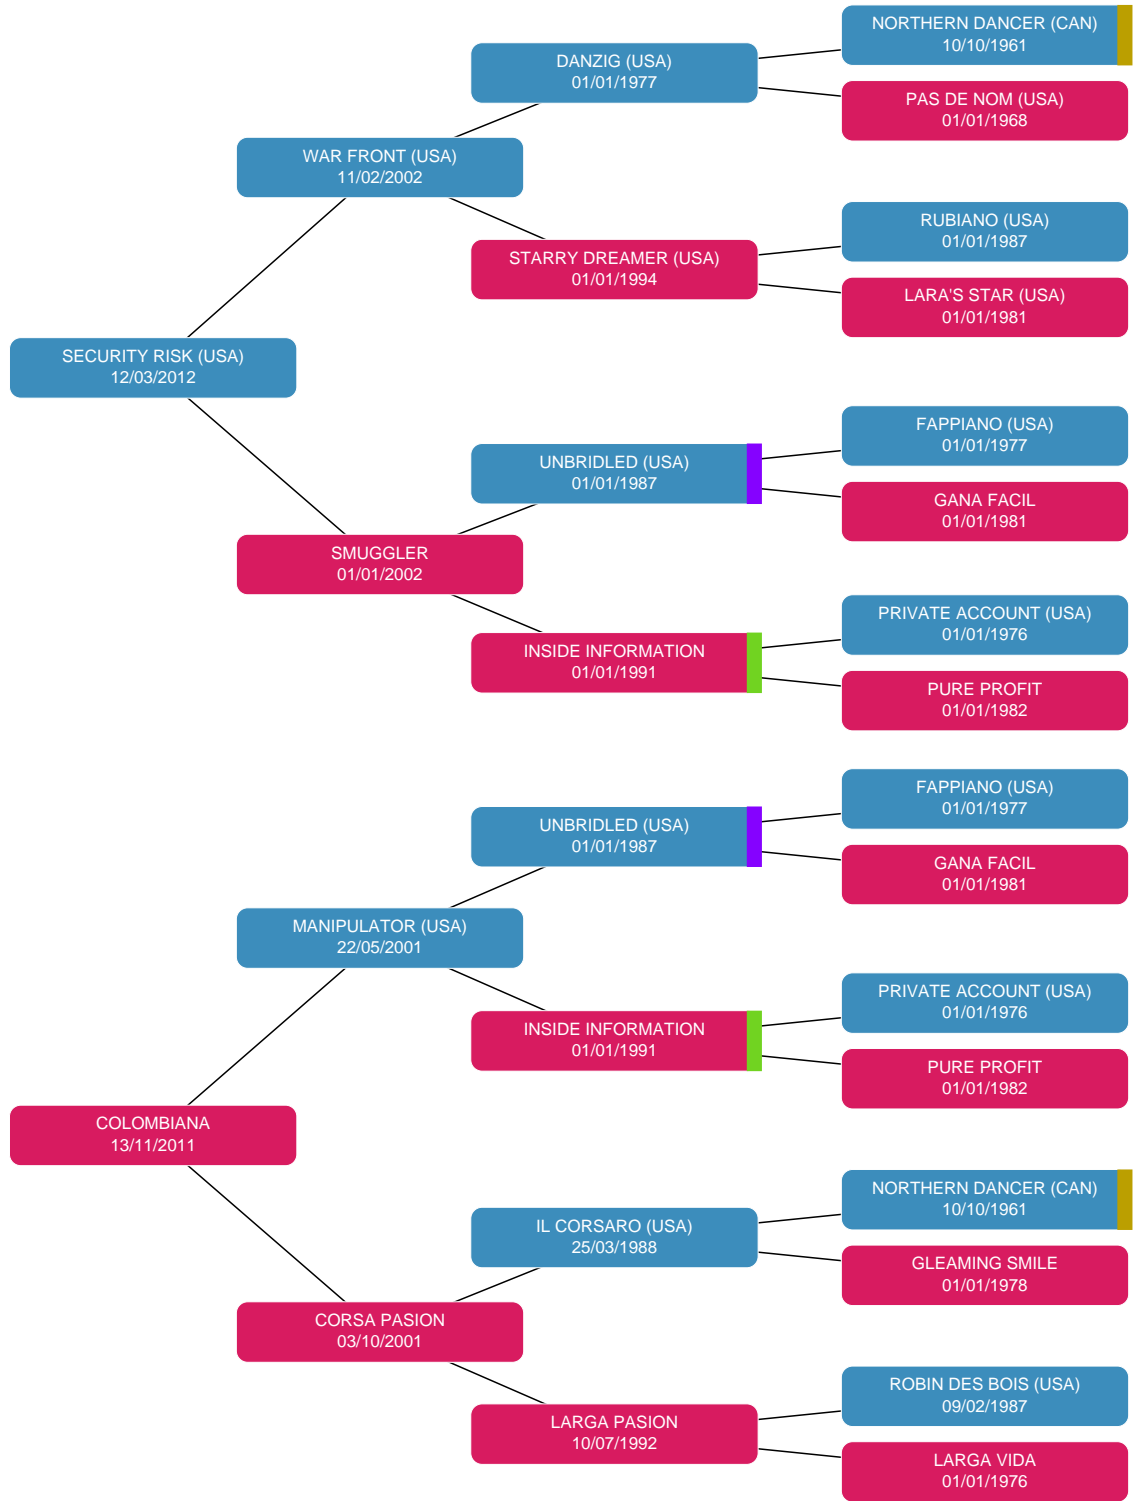 NORTHERN DANCER (CAN)
10/10/1961
DANZIG (USA)
01/01/1977
PAS DE NOM (USA)
01/01/1968
WAR FRONT (USA)
11/02/2002
RUBIANO (USA)
01/01/1987
STARRY DREAMER (USA)
01/01/1994
LARA'S STAR (USA)
01/01/1981
SECURITY RISK (USA)
12/03/2012
FAPPIANO (USA)
01/01/1977
UNBRIDLED (USA)
01/01/1987
GANA FACIL
01/01/1981
SMUGGLER
01/01/2002
PRIVATE ACCOUNT (USA)
01/01/1976
INSIDE INFORMATION
01/01/1991
PURE PROFIT
01/01/1982
FAPPIANO (USA)
01/01/1977
UNBRIDLED (USA)
01/01/1987
GANA FACIL
01/01/1981
MANIPULATOR (USA)
22/05/2001
PRIVATE ACCOUNT (USA)
01/01/1976
INSIDE INFORMATION
01/01/1991
PURE PROFIT
01/01/1982
COLOMBIANA
13/11/2011
NORTHERN DANCER (CAN)
10/10/1961
IL CORSARO (USA)
25/03/1988
GLEAMING SMILE
01/01/1978
CORSA PASION
03/10/2001
ROBIN DES BOIS (USA)
09/02/1987
LARGA PASION
10/07/1992
LARGA VIDA
01/01/1976